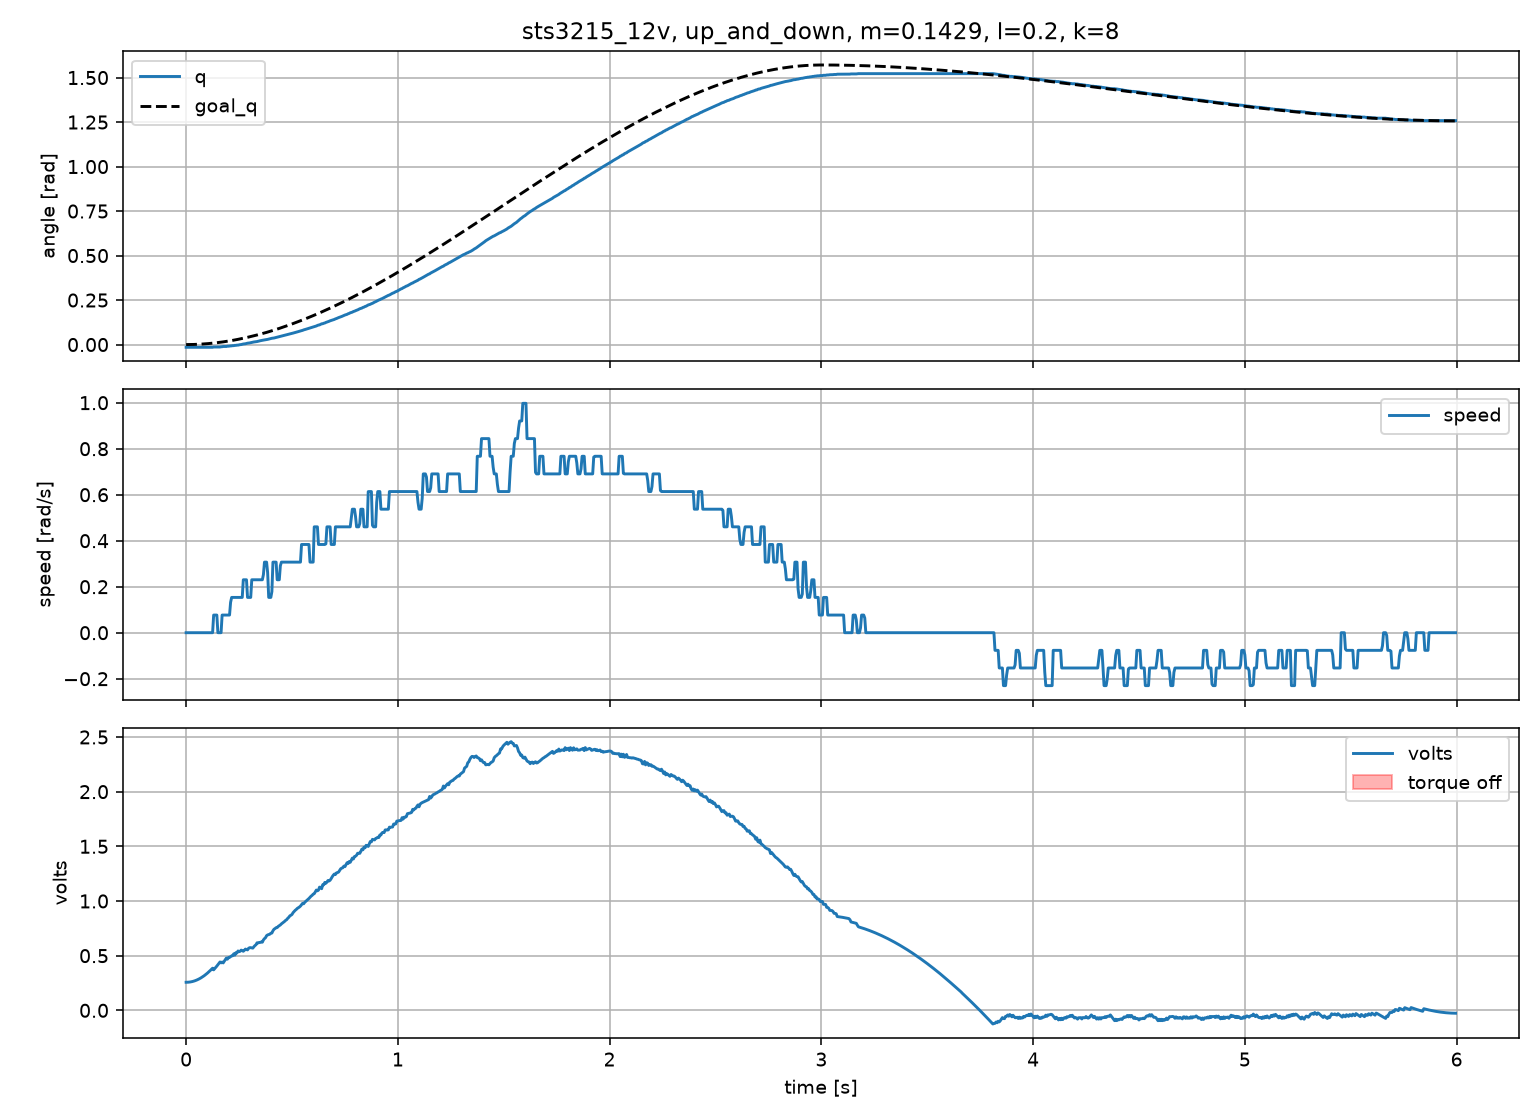 sts3215_12v, up_and_down, m=0.1429, l=0.2, k=8
q
goal_q
angle [rad]
1.50
1.25
1.00
0.75
0.50
0.25
0.00
speed
speed [rad/s]
1.0
0.8
0.6
0.4
0.2
0.0
−0.2
volts
torque off
volts
2.5
2.0
1.5
1.0
0.5
0.0
0 1 2 3 4 5 6
time [s]